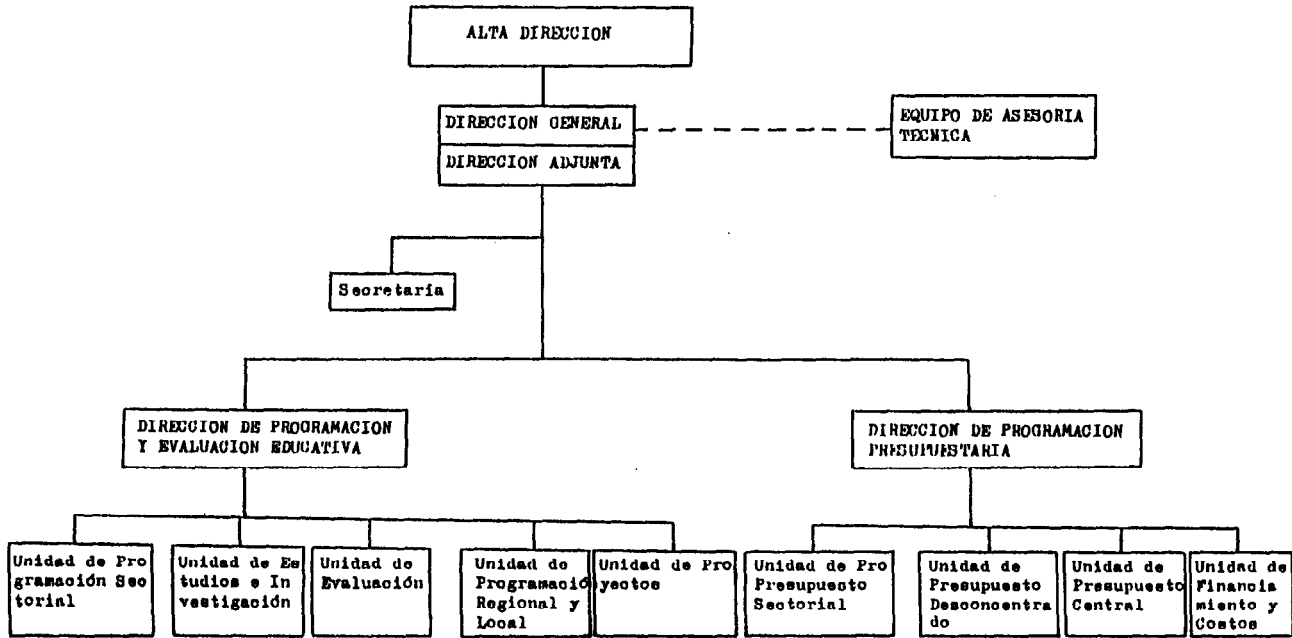 ALTA DIRECCION
DIRECCION GENERAL
DIRECCION ADJUNTA
EQUIPO DE ASESORIA
TECNICA
Secretaría
DIRECCION DE PROGRAMACION
Y EVALUACION EDUCATIVA
DIRECCION DE PROGRAMACION
PRESUPUESTARIA
Unidad de Pro
gramación Sec
torial
Unidad de Es
tudios e In
vestigación
Unidad de
Evaluación
Unidad de
Programació
Regional y
Local
Unidad de Pro
yectos
Unidad de Pro
Presupuesto
Sectorial
Unidad de
Presupuesto
Desconcentra
do
Unidad de
Presupuesto
Central
Unidad de
Financia
miento y
Costos